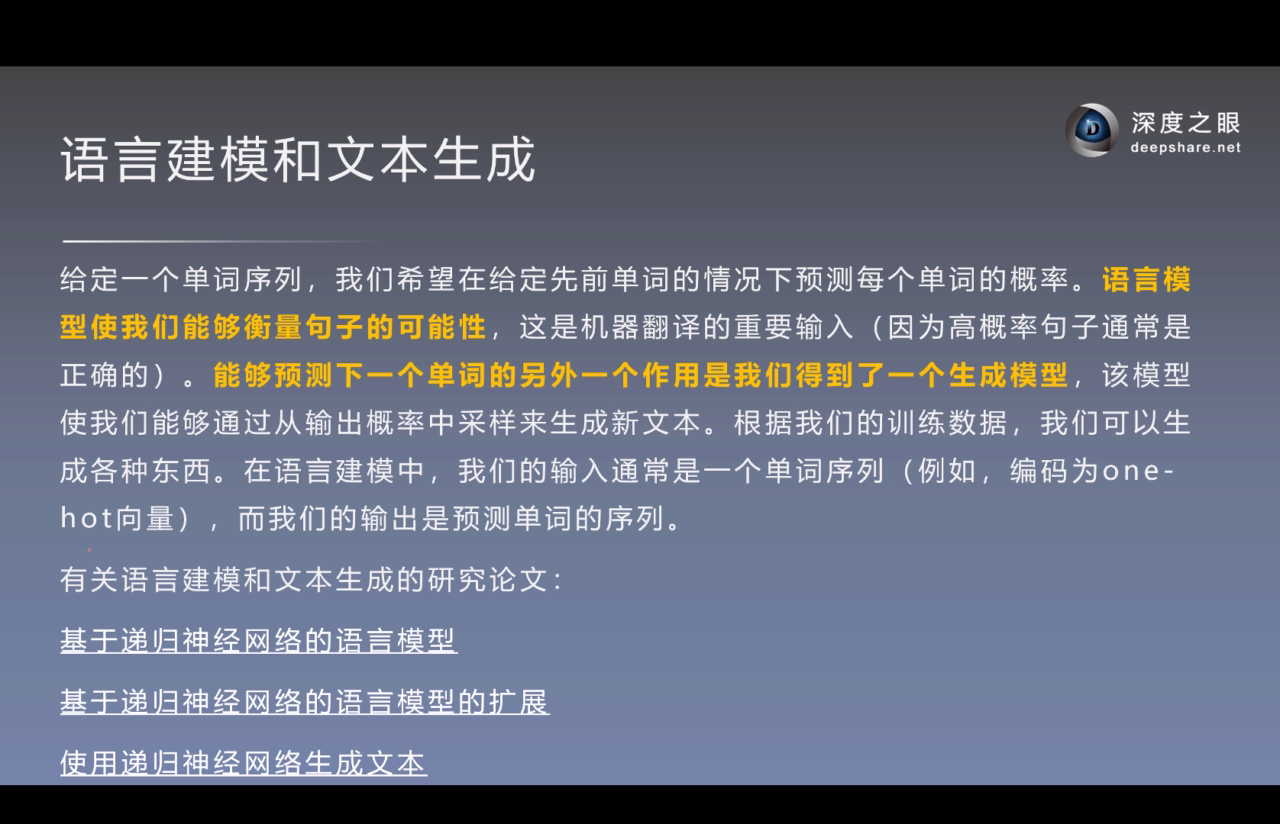 深度之眼
deepshare.net
语言建模和文本生成
给定一个单词序列，我们希望在给定先前单词的情况下预测每个单词的概率。语言模
型使我们能够衡量句子的可能性，这是机器翻译的重要输入（因为高概率句子通常是
正确的）。能够预测下一个单词的另外一个作用是我们得到了一个生成模型，该模型
使我们能够通过从输出概率中采样来生成新文本。根据我们的训练数据，我们可以生
成各种东西。在语言建模中，我们的输入通常是一个单词序列（例如，编码为one-
hot向量），而我们的输出是预测单词的序列。
有关语言建模和文本生成的研究论文：
基于递归神经网络的语言模型
基于递归神经网络的语言模型的扩展
使用递归神经网络生成文本